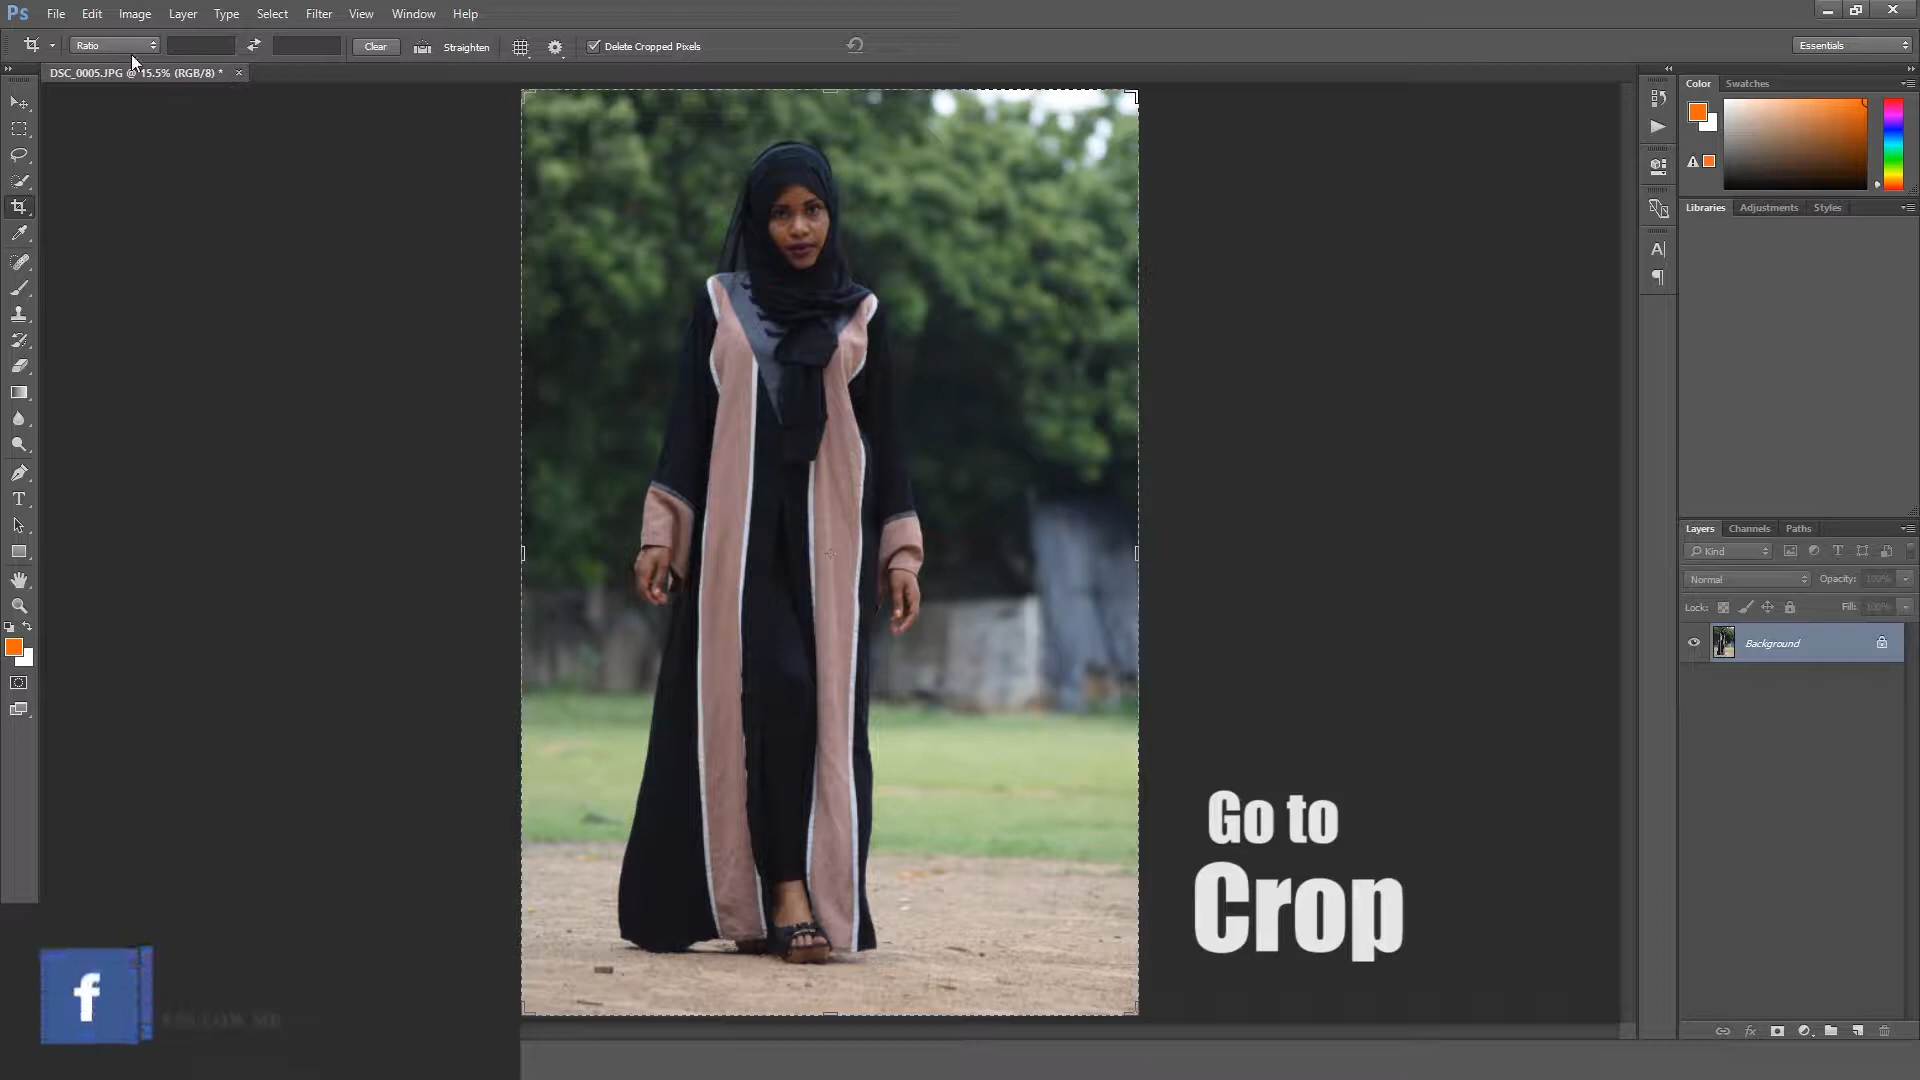 Ps File Edit Image Layer Type Select Filter View Window Help
Ratio Clear Straighten Delete Cropped Pixels Essentials
DSC_0005.JPG @ 15.5% (RGB/8) * ×
Color Swatches
Libraries Adjustments Styles
Layers Channels Paths
Kind
Normal Opacity: 100%
Lock: Fill: 100%
Background
Go to
Crop
f
FOLLOW ME